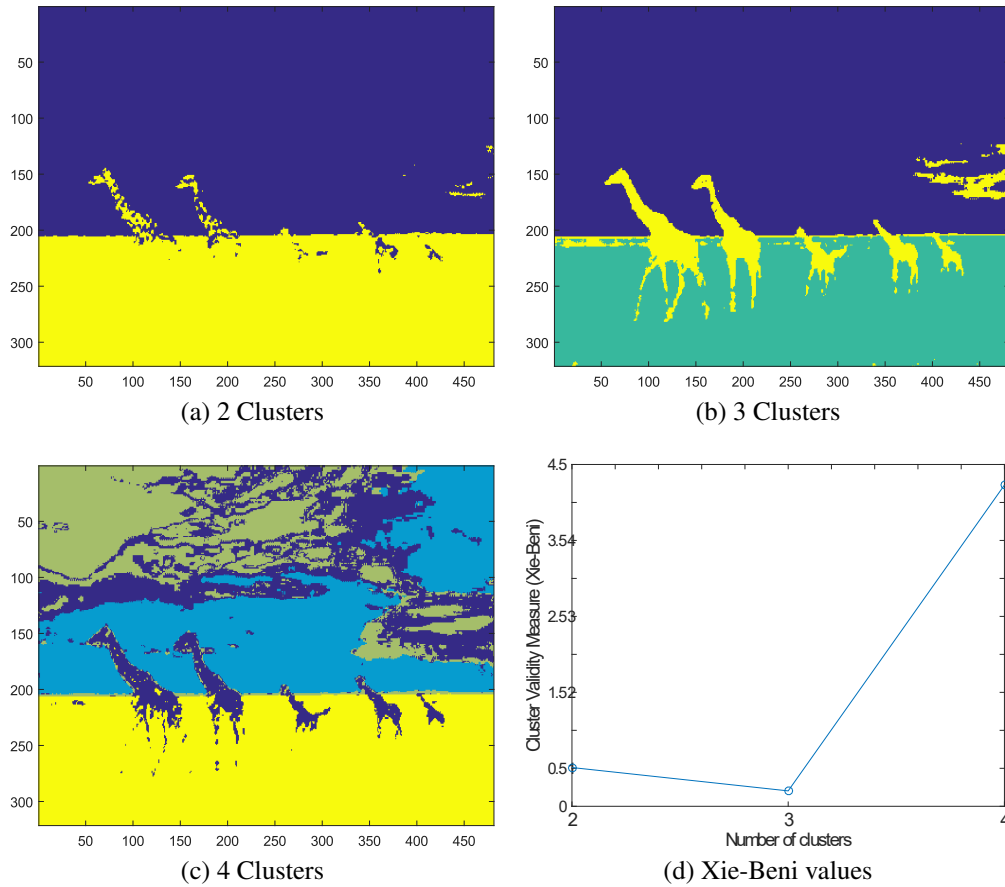 50
100
150
200
250
300
50 100 150 200 250 300 350 400 450
(a) 2 Clusters
50
100
150
200
250
300
50 100 150 200 250 300 350 400 450
(b) 3 Clusters
50
100
150
200
250
300
50 100 150 200 250 300 350 400 450
(c) 4 Clusters
Cluster Validity Measure (Xie-Beni)
4.5
3.54
2.53
1.52
0.5
0
2 3 4
Number of clusters
(d) Xie-Beni values